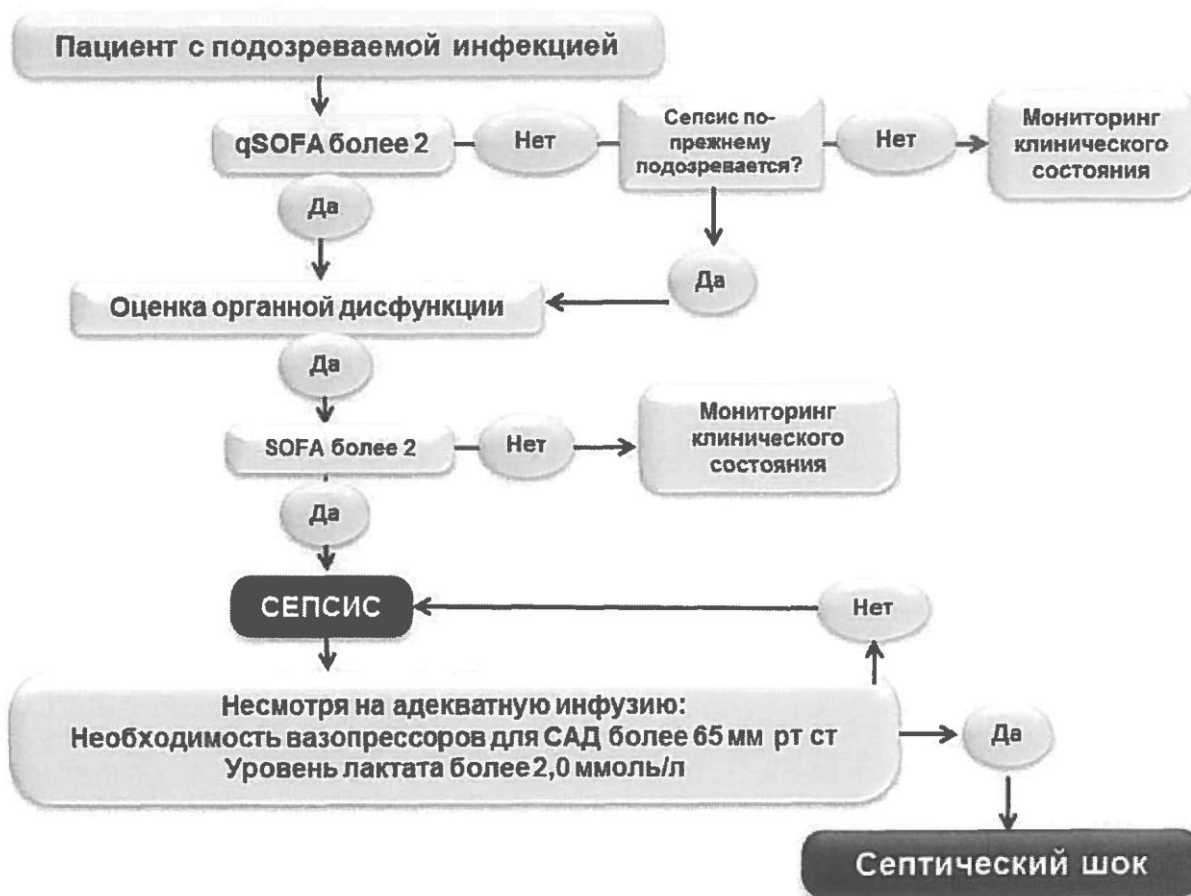 Пациент с подозреваемой инфекцией
qSOFA более 2
Нет
Сепсис по-
прежнему
подозревается?
Нет
Мониторинг
клинического
состояния
Да
Да
Оценка органной дисфункции
Да
SOFA более 2
Нет
Мониторинг
клинического
состояния
Да
СЕПСИС
Нет
Несмотря на адекватную инфузию:
Необходимость вазопрессоров для САД более 65 мм рт ст
Уровень лактата более 2,0 ммоль/л
Да
Септический шок